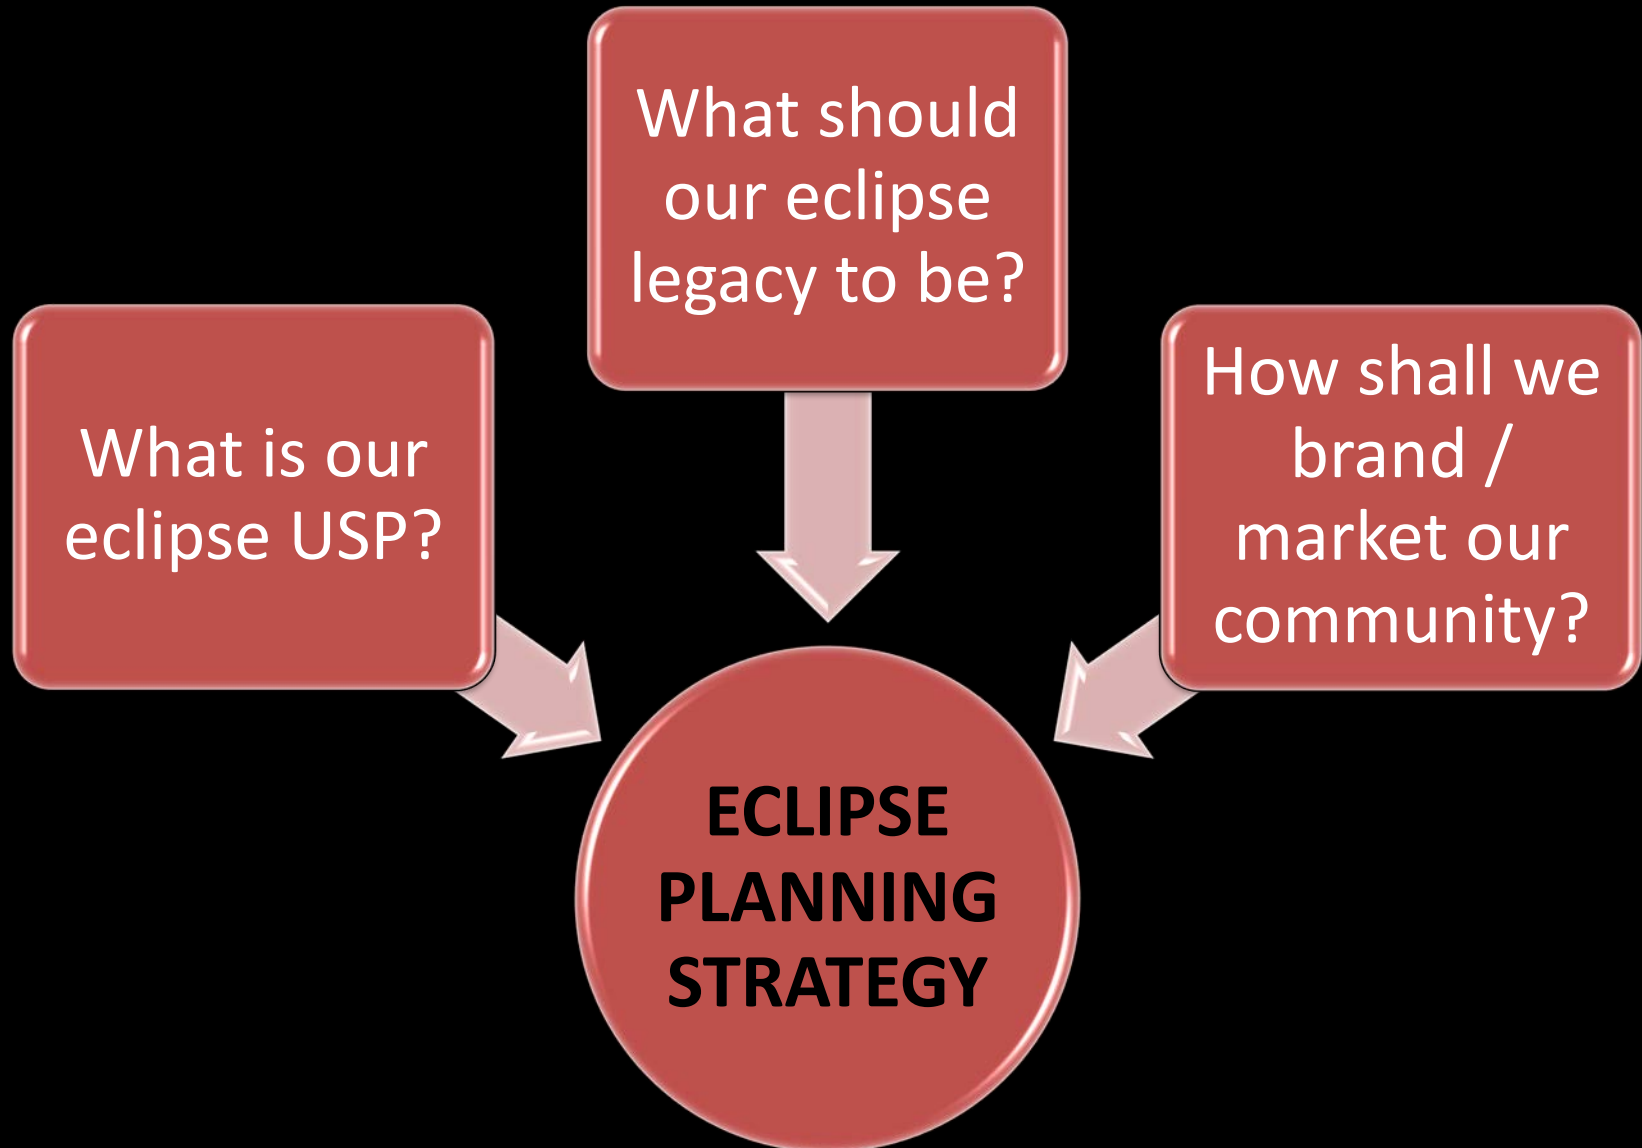 What should
our eclipse
legacy to be?
What is our
eclipse USP?
How shall we
brand /
market our
community?
ECLIPSE
PLANNING
STRATEGY